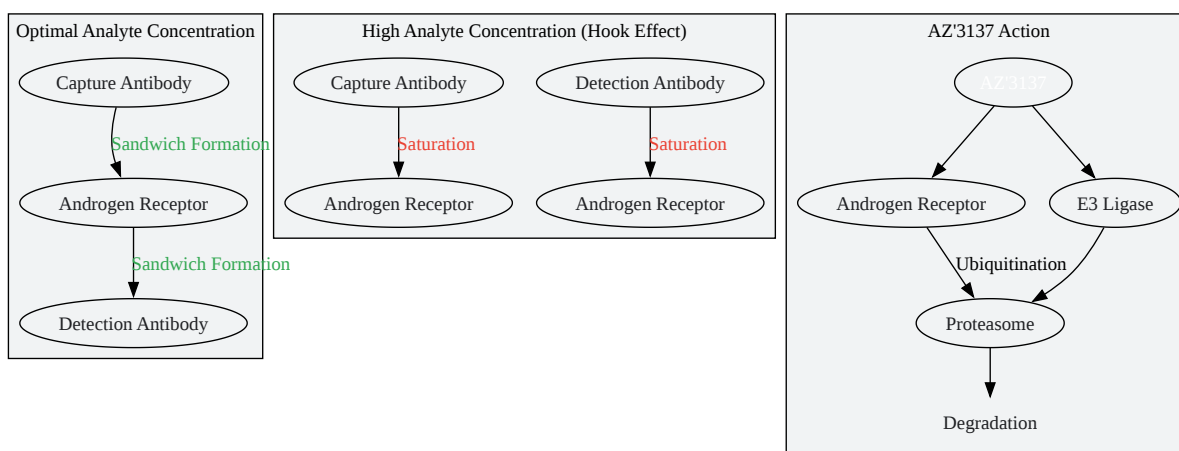 Optimal Analyte Concentration
Capture Antibody
Sandwich Formation
Androgen Receptor
Sandwich Formation
Detection Antibody
High Analyte Concentration (Hook Effect)
Capture Antibody
Detection Antibody
Saturation
Saturation
Androgen Receptor
Androgen Receptor
AZ'3137 Action
AZ'3137
Androgen Receptor
E3 Ligase
Ubiquitination
Proteasome
Degradation